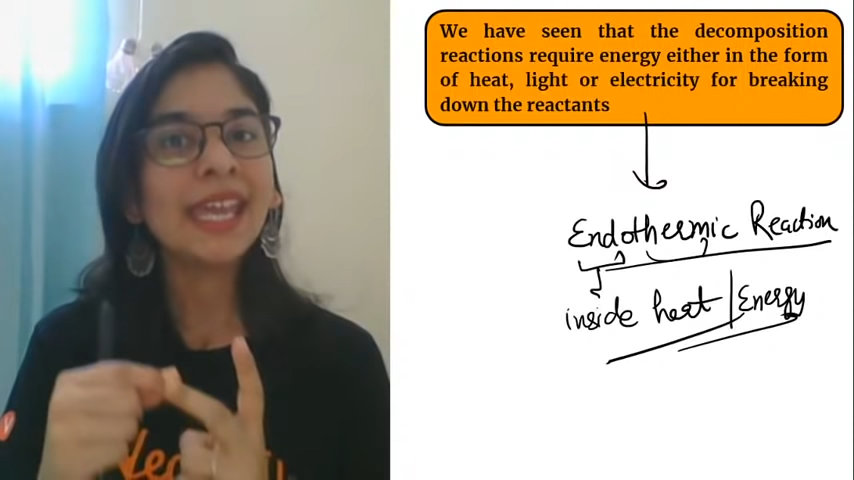 We have seen that the decomposition
reactions require energy either in the form
of heat, light or electricity for breaking
down the reactants
Endothermic Reaction
inside heat | Energy